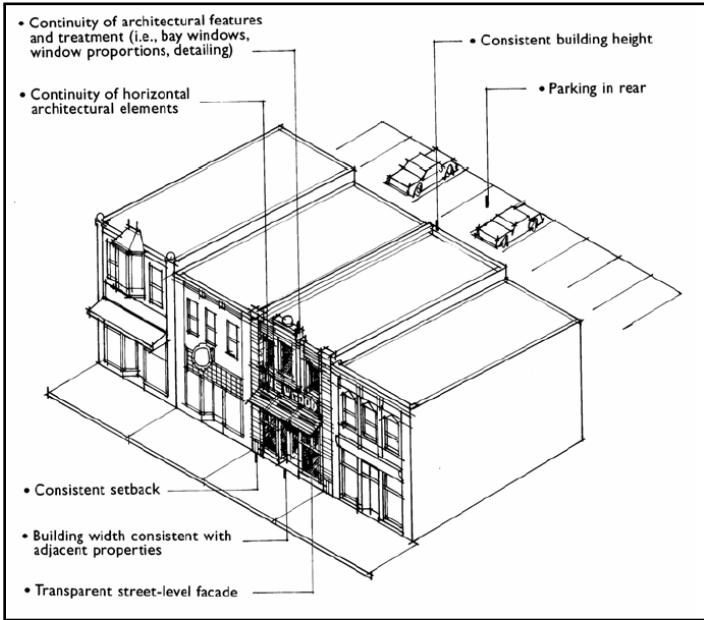 • Continuity of architectural features
and treatment (i.e., bay windows,
window proportions, detailing)
• Consistent building height
• Continuity of horizontal
architectural elements
• Parking in rear
• Consistent setback
• Building width consistent with
adjacent properties
• Transparent street-level facade